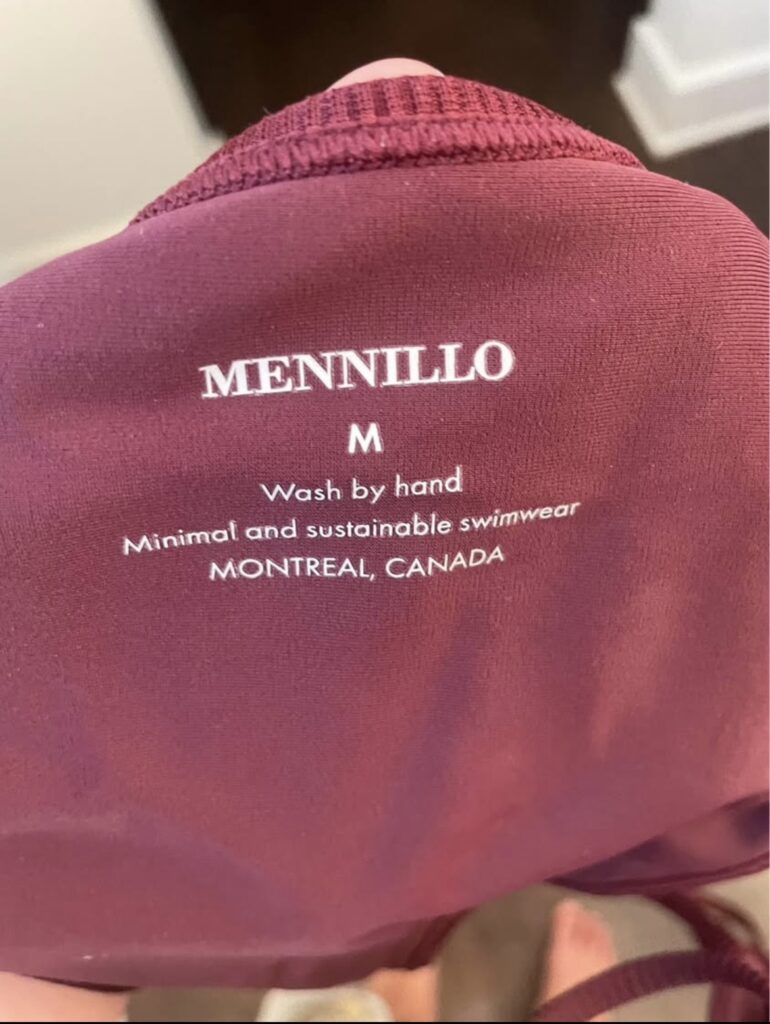 MENNILLO
M
Wash by hand
Minimal and sustainable swimwear
MONTREAL, CANADA